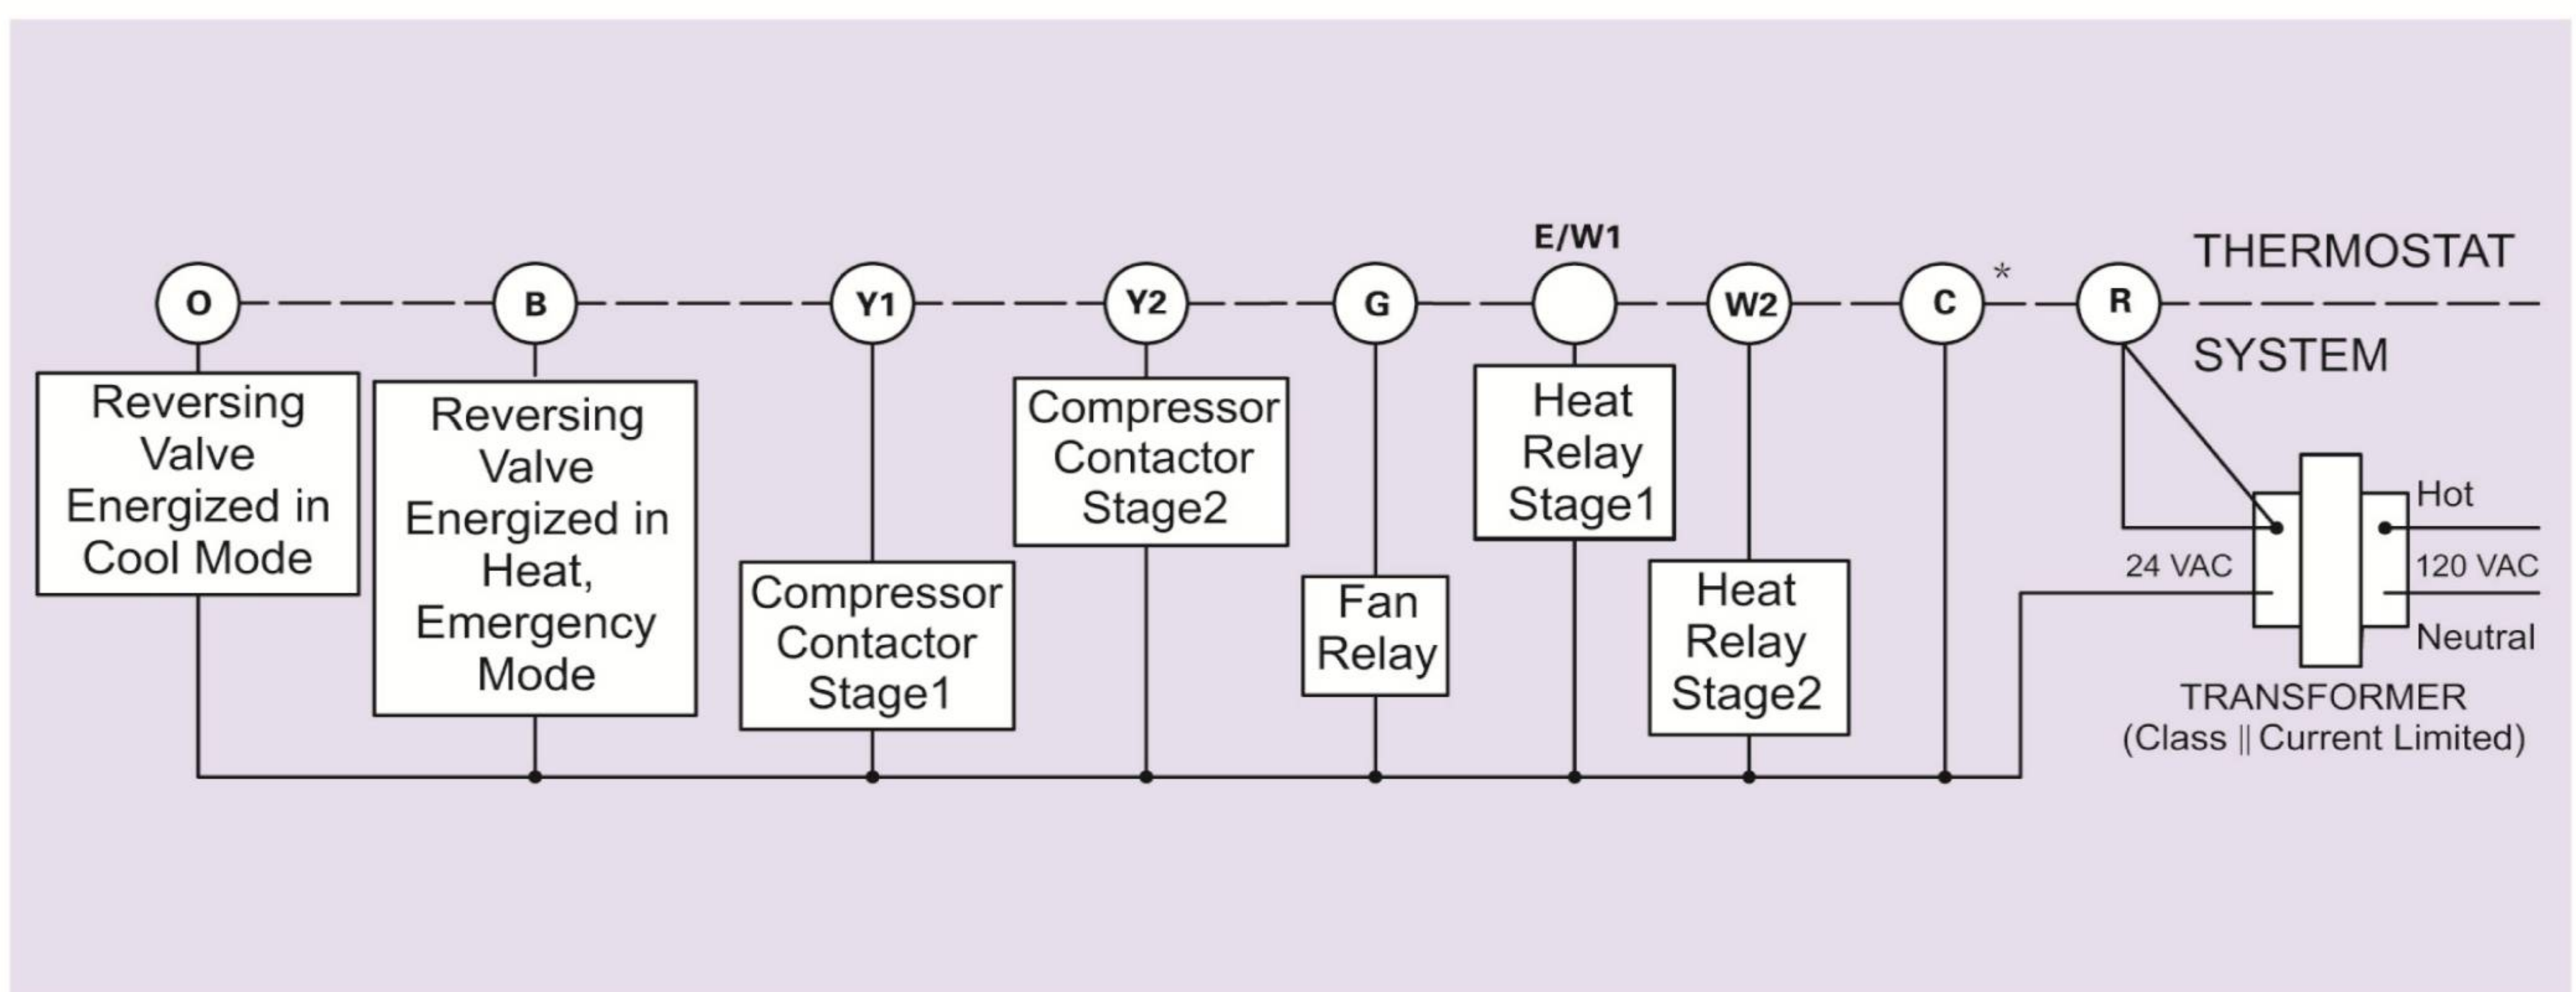 E/W1
O
B
Y1
Y2
G
W2
C
*
R
THERMOSTAT
SYSTEM
Reversing
Valve
Energized in
Cool Mode
Reversing
Valve
Energized in
Heat,
Emergency
Mode
Compressor
Contactor
Stage1
Compressor
Contactor
Stage2
Fan
Relay
Heat
Relay
Stage1
Heat
Relay
Stage2
Hot
24 VAC
120 VAC
Neutral
TRANSFORMER
(Class || Current Limited)